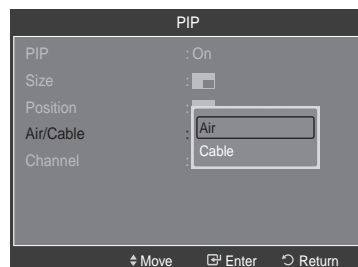 PIP
PIP : On
Size :
Position :
Air/Cable : Air
Cable
Channel :
Move Enter Return